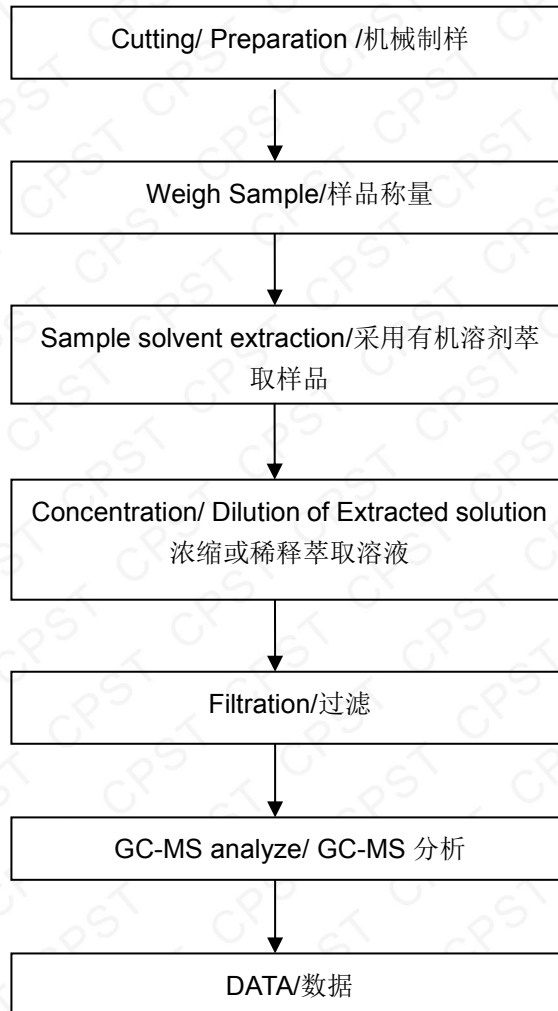 Cutting/ Preparation /机械制样
Weigh Sample/样品称量
Sample solvent extraction/采用有机溶剂萃
取样品
Concentration/ Dilution of Extracted solution
浓缩或稀释萃取溶液
Filtration/过滤
GC-MS analyze/ GC-MS 分析
DATA/数据